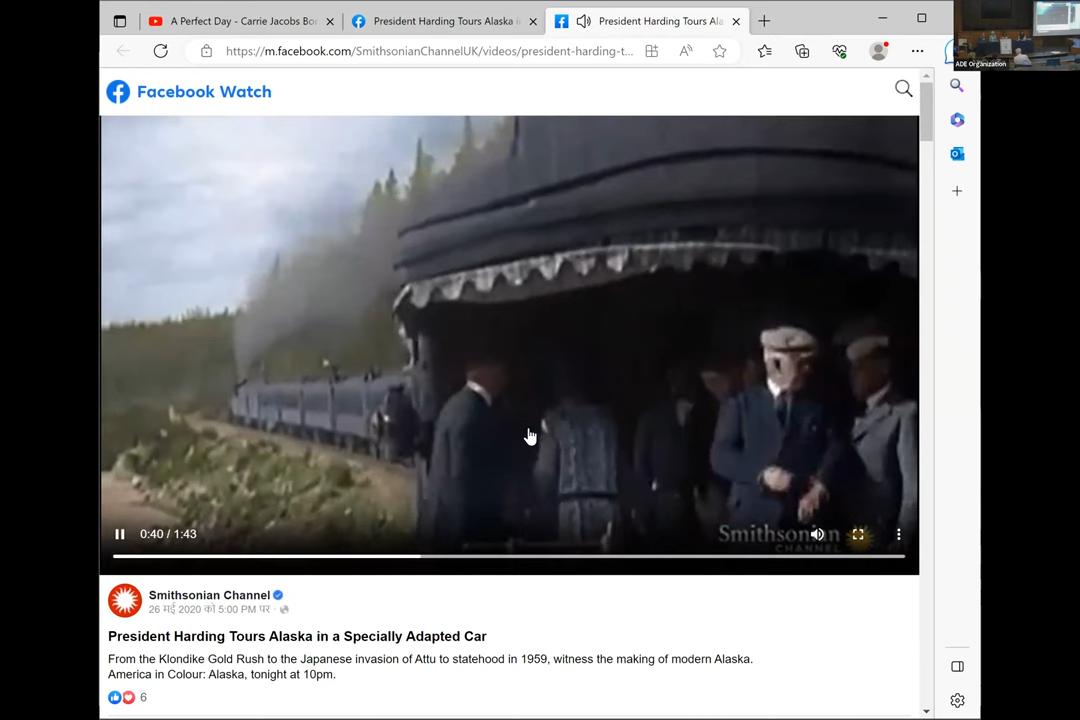 A Perfect Day - Carrie Jacobs Bon
President Harding Tours Alaska i
President Harding Tours Ala
https://m.facebook.com/SmithsonianChannelUK/videos/president-harding-t...
ADE Organization
Facebook Watch
0:40 / 1:43
Smithsonian
CHANNEL
Smithsonian Channel
26 मई 2020 को 5:00 PM पर ·
President Harding Tours Alaska in a Specially Adapted Car
From the Klondike Gold Rush to the Japanese invasion of Attu to statehood in 1959, witness the making of modern Alaska.
America in Colour: Alaska, tonight at 10pm.
6